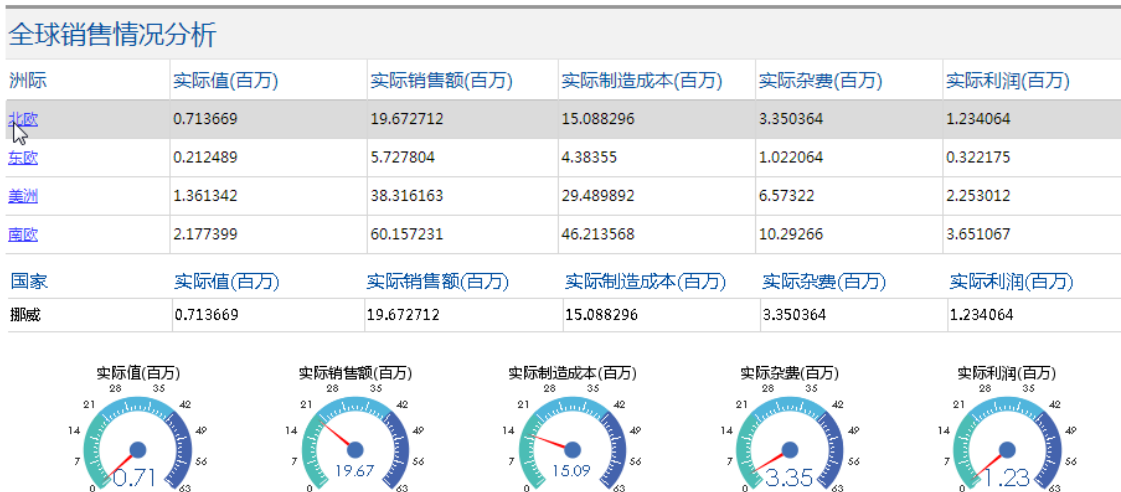 全球销售情况分析
洲际 实际值(百万) 实际销售额(百万) 实际制造成本(百万) 实际杂费(百万) 实际利润(百万)
北欧 0.713669 19.672712 15.088296 3.350364 1.234064
东欧 0.212489 5.727804 4.38355 1.022064 0.322175
美洲 1.361342 38.316163 29.489892 6.57322 2.253012
南欧 2.177399 60.157231 46.213568 10.29266 3.651067
国家 实际值(百万) 实际销售额(百万) 实际制造成本(百万) 实际杂费(百万) 实际利润(百万)
挪威 0.713669 19.672712 15.088296 3.350364 1.234064
实际值(百万) 实际销售额(百万) 实际制造成本(百万) 实际杂费(百万) 实际利润(百万)
28 35 28 35 28 35 28 35 28 35
21 42 21 42 21 42 21 42 21 42
14 49 14 49 14 49 14 49 14 49
7 56 7 56 7 56 7 56 7 56
0.71 19.67 15.09 3.35 1.23
0 63 0 63 0 63 0 63 0 63